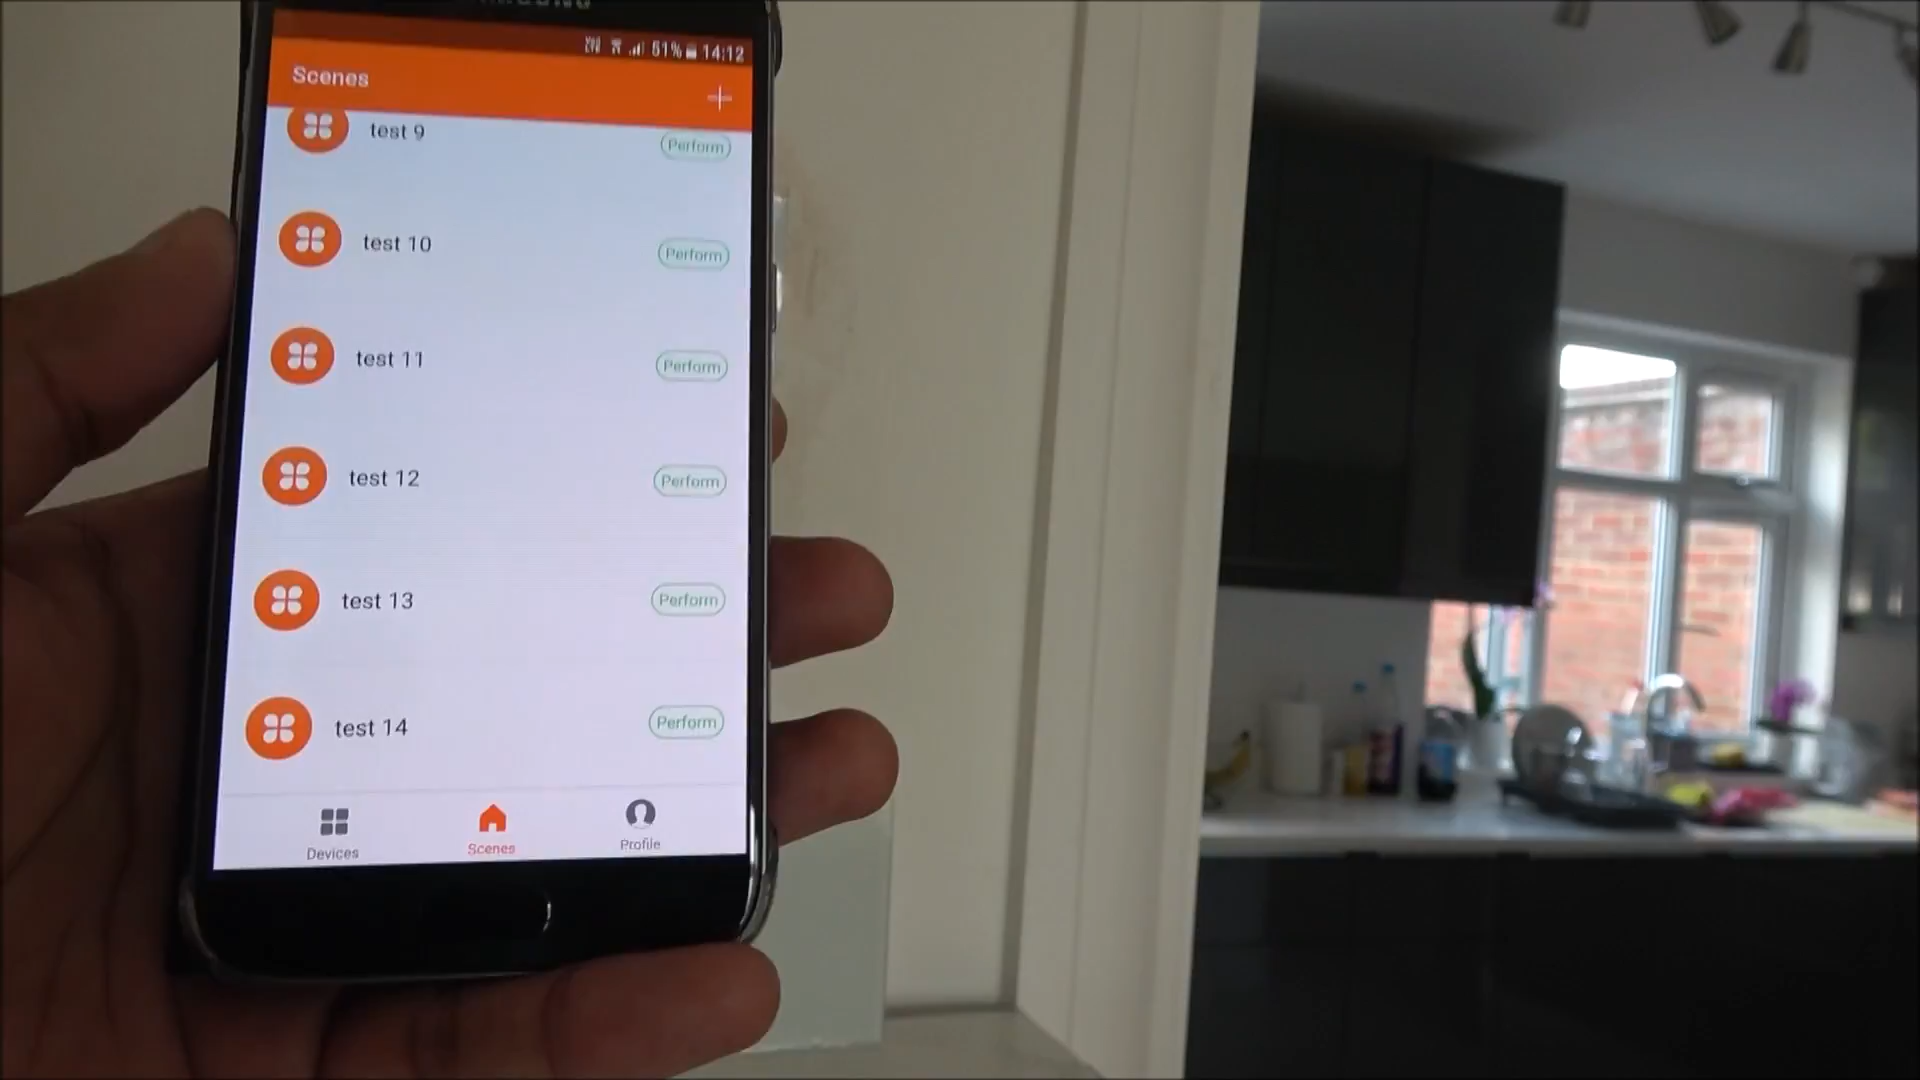 51% 14:12
Scenes
test 9
Perform
test 10
Perform
test 11
Perform
test 12
Perform
test 13
Perform
test 14
Perform
Devices
Scenes
Profile